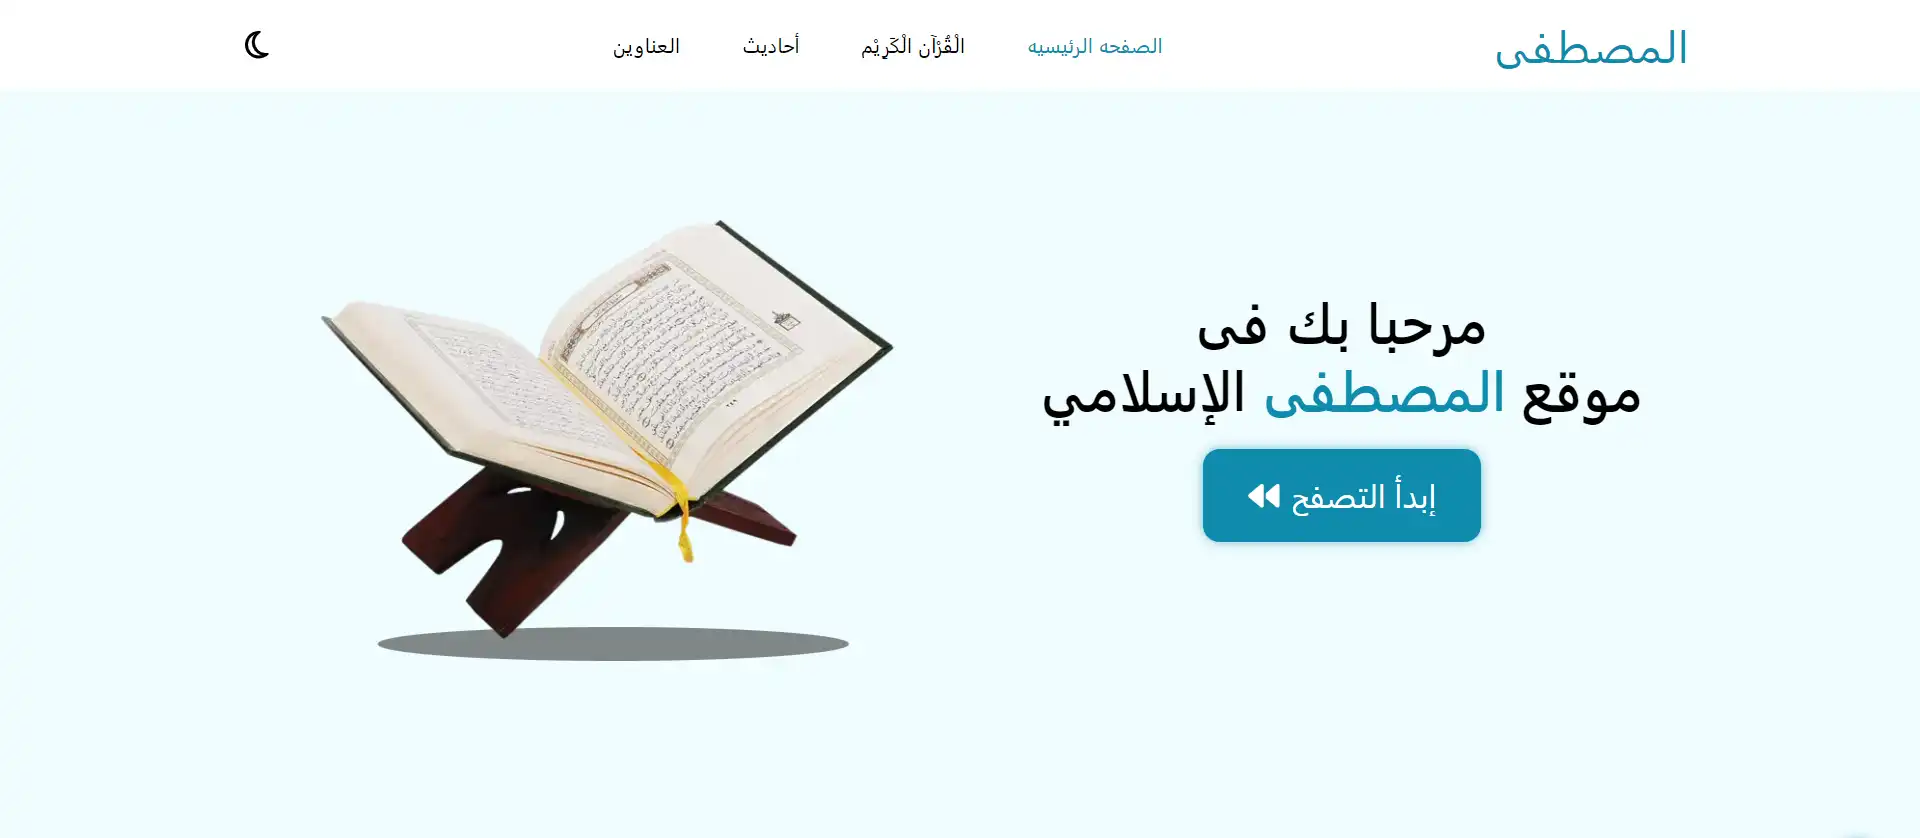 المصطفى
الصفحه الرئيسيه
الْقُرْآن الْكَرِيْم
أحاديث
العناوين
مرحبا بك فى
موقع المصطفى الإسلامي
إبدأ التصفح